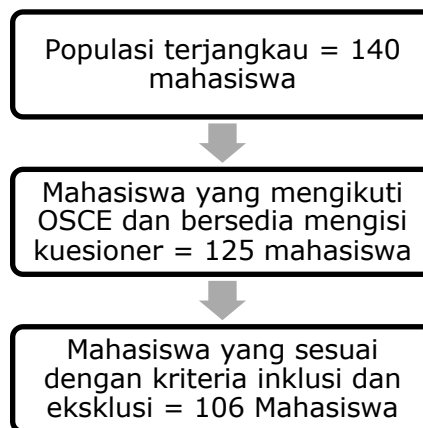 Populasi terjangkau = 140
mahasiswa
Mahasiswa yang mengikuti
OSCE dan bersedia mengisi
kuesioner = 125 mahasiswa
Mahasiswa yang sesuai
dengan kriteria inklusi dan
eksklusi = 106 Mahasiswa